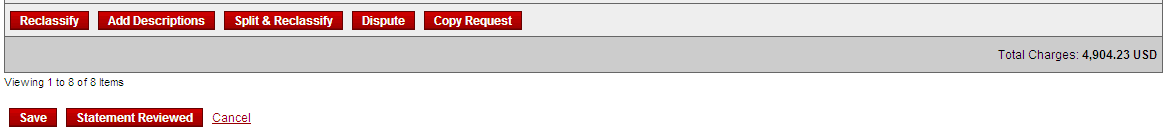 Reclassify Add Descriptions Split & Reclassify Dispute Copy Request
Total Charges: 4,904.23 USD
Viewing 1 to 8 of 8 Items
Save Statement Reviewed Cancel